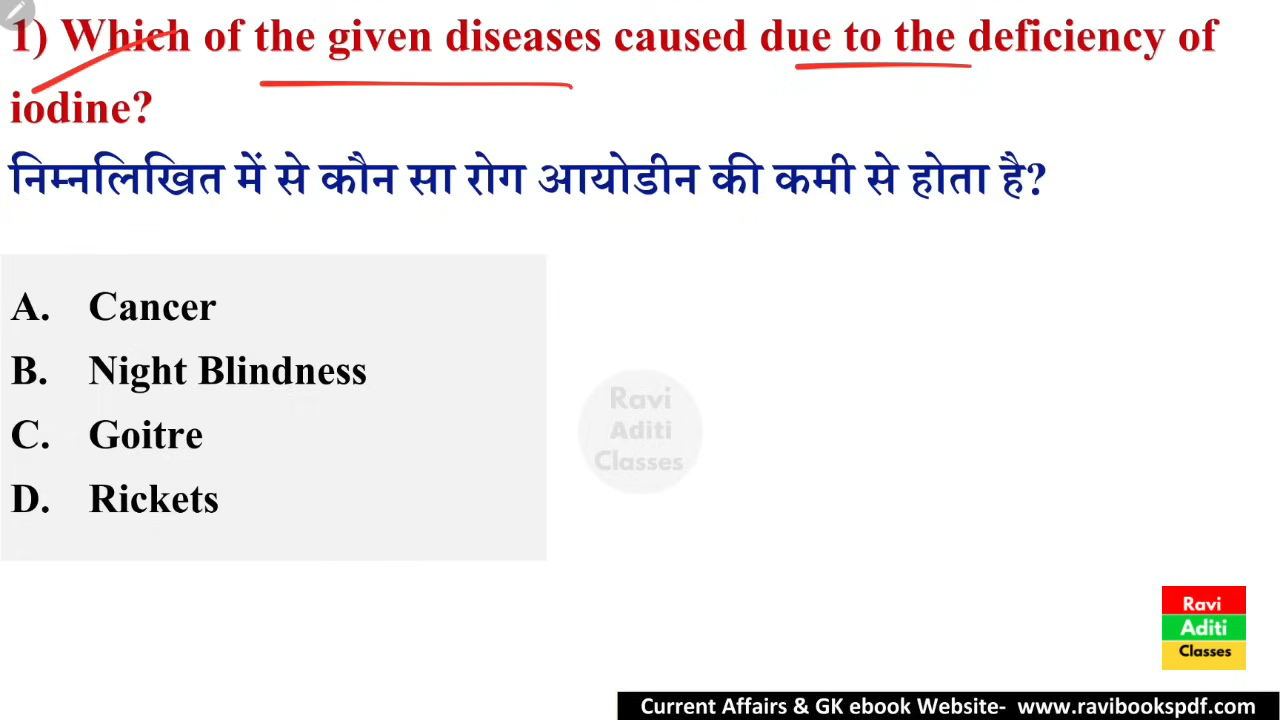 1) Which of the given diseases caused due to the deficiency of
iodine?
निम्नलिखित में से कौन सा रोग आयोडीन की कमी से होता है?
A. Cancer
B. Night Blindness
C. Goitre
D. Rickets
Ravi
Aditi
Classes
Ravi
Aditi
Classes
Current Affairs & GK ebook Website- www.ravibookspdf.com